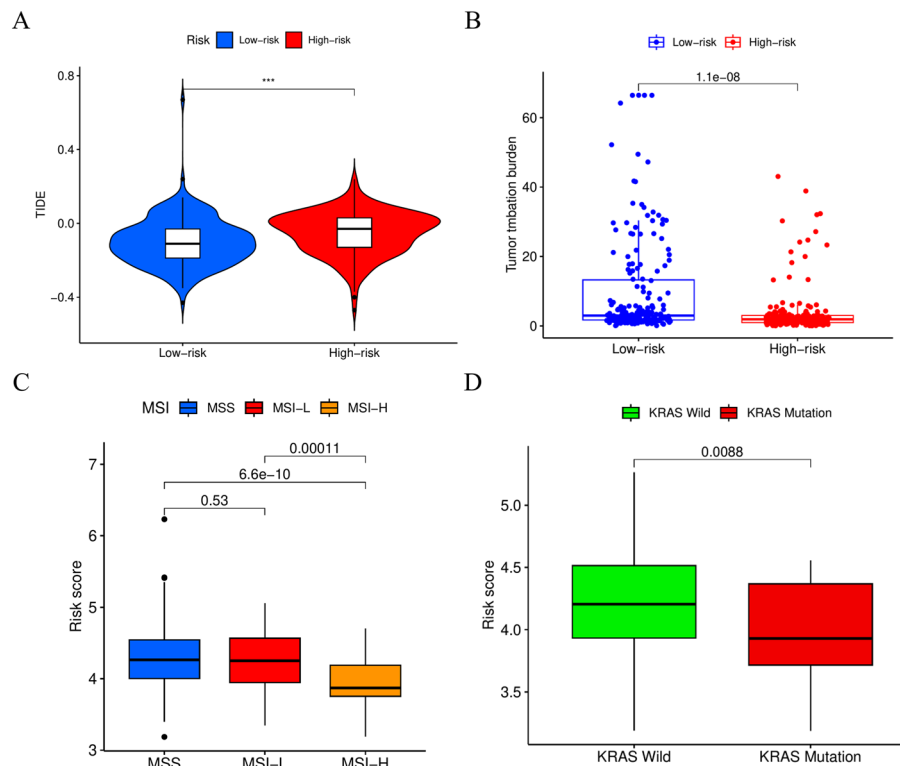 A
Risk Low-risk High-risk
0.8
0.4
0.0
-0.4
TIDE
***
Low-risk High-risk
B
Low-risk High-risk
1.1e-08
60
40
20
0
Tumor tmbation burden
Low-risk High-risk
C
MSI MSS MSI-L MSI-H
7
6
5
4
3
Risk score
0.00011
6.6e-10
0.53
MSS MSI-L MSI-H
D
KRAS Wild KRAS Mutation
0.0088
5.0
4.5
4.0
3.5
Risk score
KRAS Wild KRAS Mutation